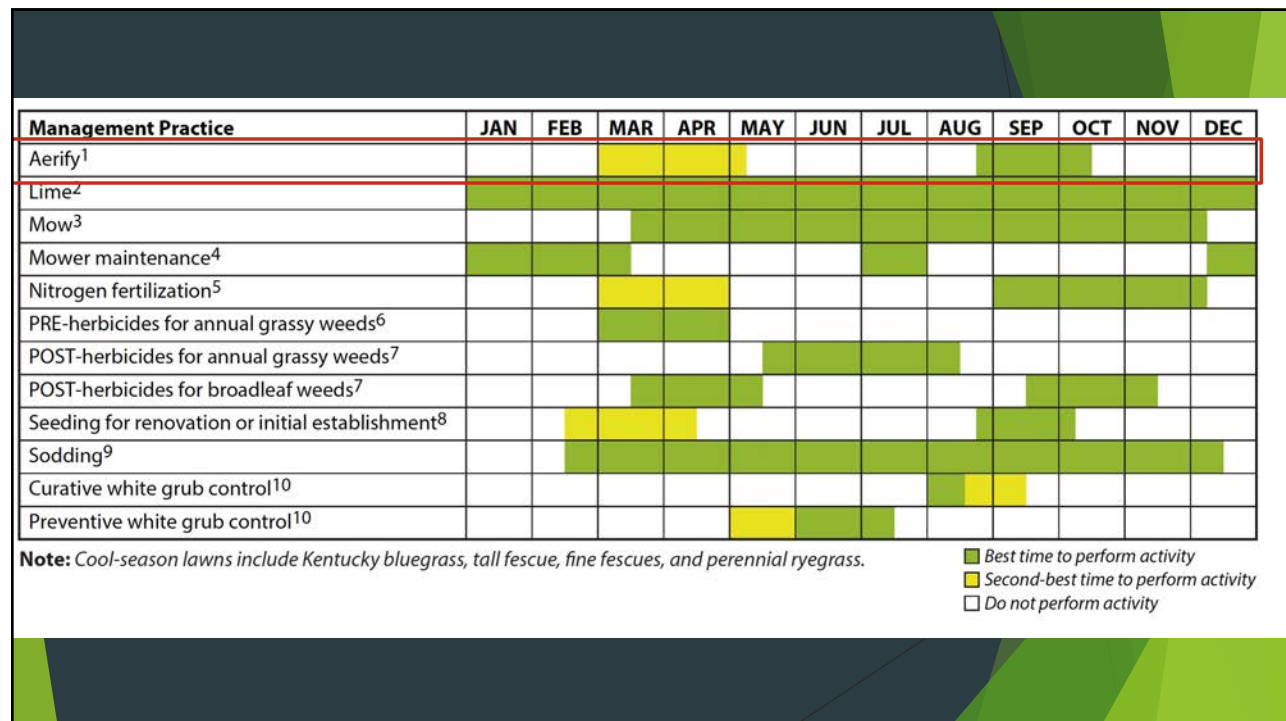 Management Practice JAN FEB MAR APR MAY JUN JUL AUG SEP OCT NOV DEC
Aerify1
Lime2
Mow3
Mower maintenance4
Nitrogen fertilization5
PRE-herbicides for annual grassy weeds6
POST-herbicides for annual grassy weeds7
POST-herbicides for broadleaf weeds7
Seeding for renovation or initial establishment8
Sodding9
Curative white grub control10
Preventive white grub control10
Note: Cool-season lawns include Kentucky bluegrass, tall fescue, fine fescues, and perennial ryegrass.
Best time to perform activity
Second-best time to perform activity
Do not perform activity